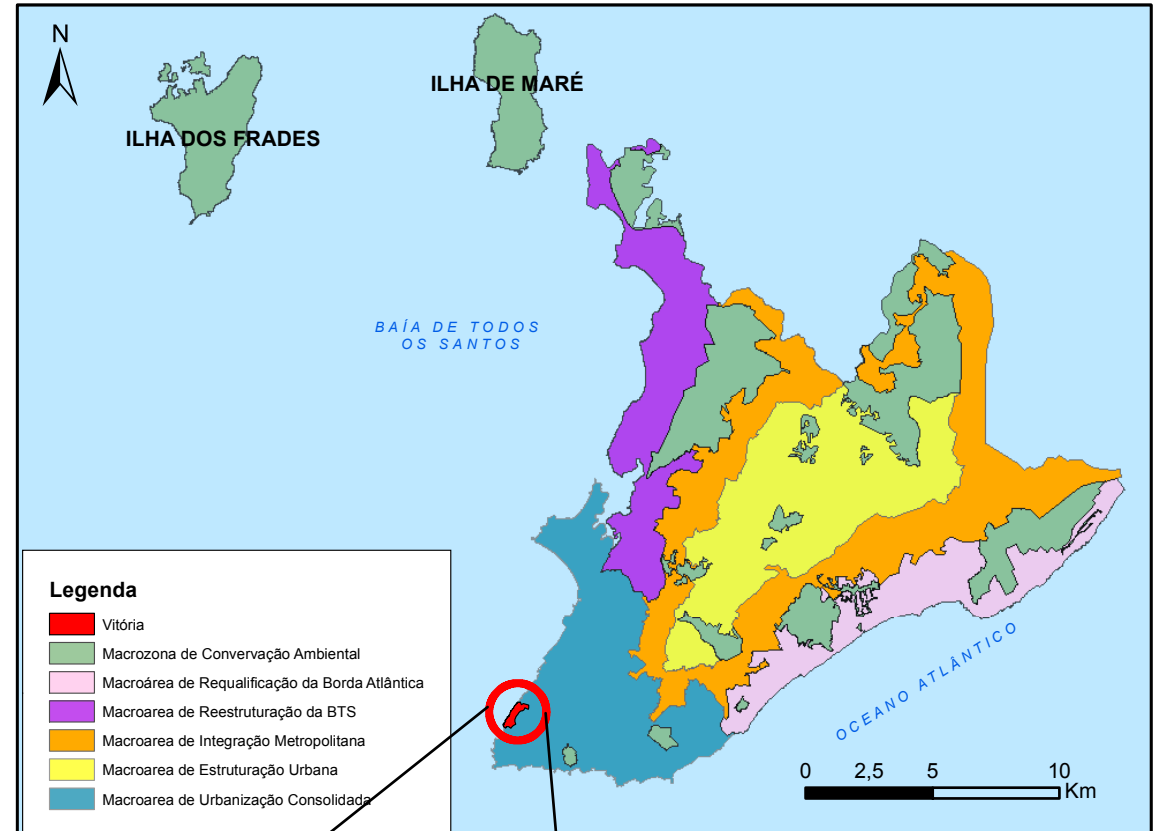 N
ILHA DE MARÉ
ILHA DOS FRADES
BAÍA DE TODOS
OS SANTOS
OCEANO ATLÂNTICO
Legenda
Vitória
Macrozona de Convervação Ambiental
Macroárea de Requalificação da Borda Atlântica
Macroarea de Reestruturação da BTS
Macroarea de Integração Metropolitana
Macroarea de Estruturação Urbana
Macroarea de Urbanização Consolidada
0 2,5 5 10
Km